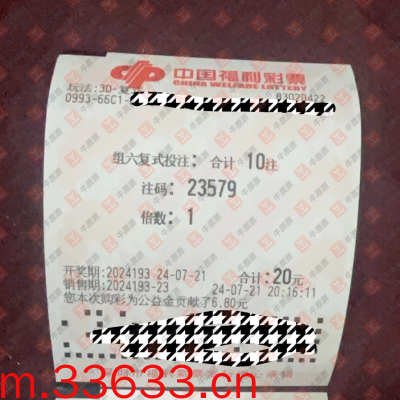 中国福利彩票
CHINA WELFARE LOTTERY
玩法:3D-复式 83020422
0993-66C1-
组六复式投注: 合计 10注
注码: 23579
倍数: 1
开奖期:2024193 24-07-21 合计:20元
销售期:2024193-23 24-07-21 20:16:11
您本次购彩为公益金贡献了6.80元
m.33633.cn